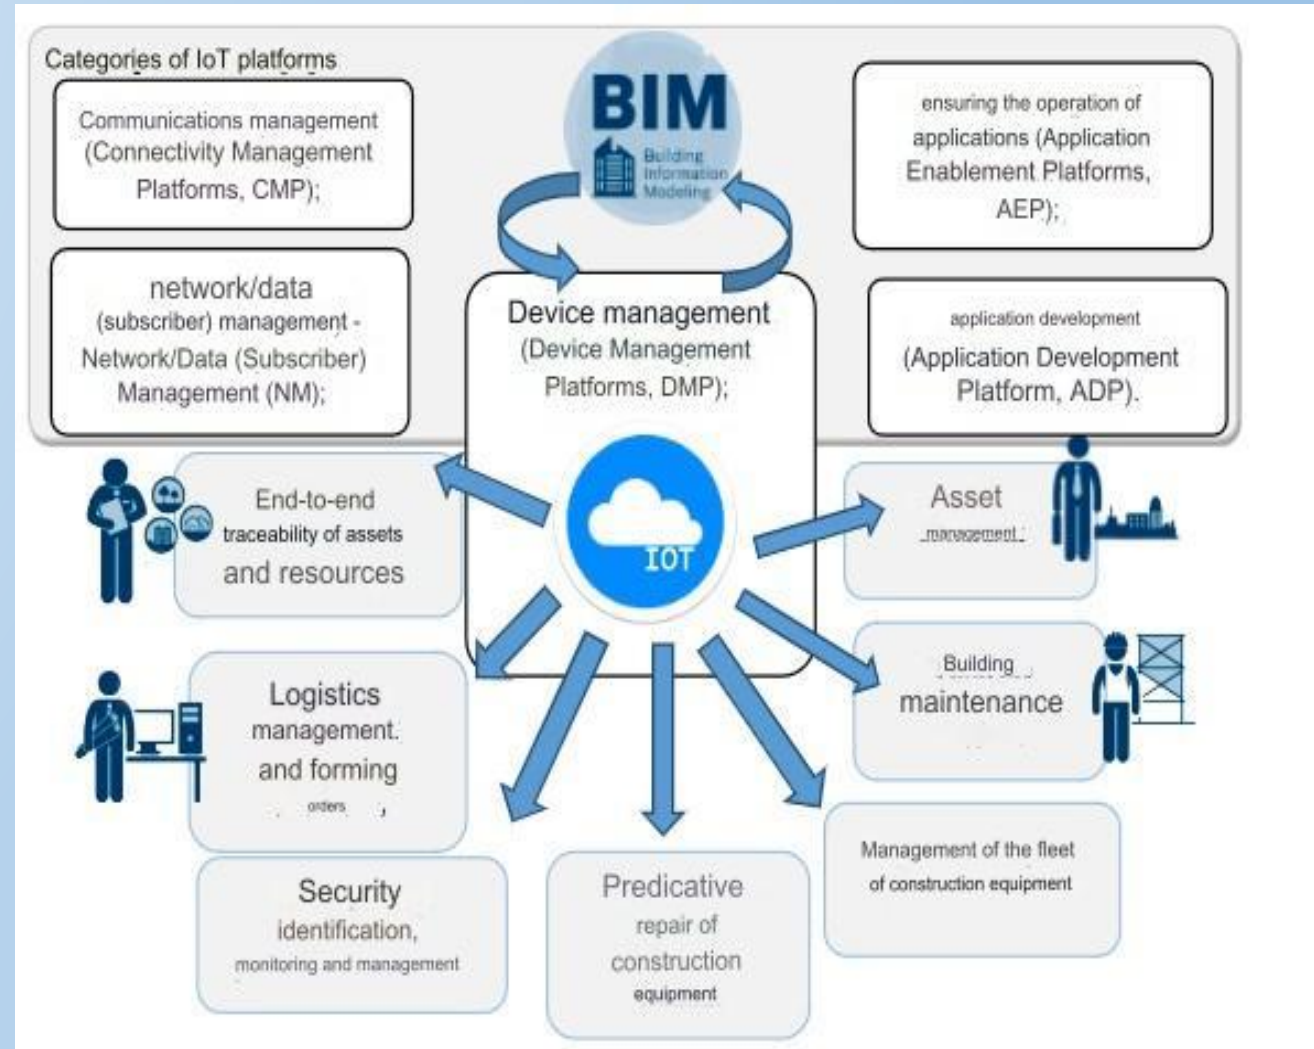 Categories of IoT platforms
Communications management
(Connectivity Management
Platforms, CMP);
network/data
(subscriber) management -
Network/Data (Subscriber)
Management (NM);
BIM
Building
Information
Modeling
Device management
(Device Management
Platforms, DMP);
IOT
ensuring the operation of
applications (Application
Enablement Platforms,
AEP);
application development
(Application Development
Platform, ADP).
End-to-end
traceability of assets
and resources
Logistics
management.
and forming
orders ,
Security
identification,
monitoring and management
Predicative
repair of
construction
equipment
Management of the fleet
of construction equipment
Building
maintenance
Asset
management